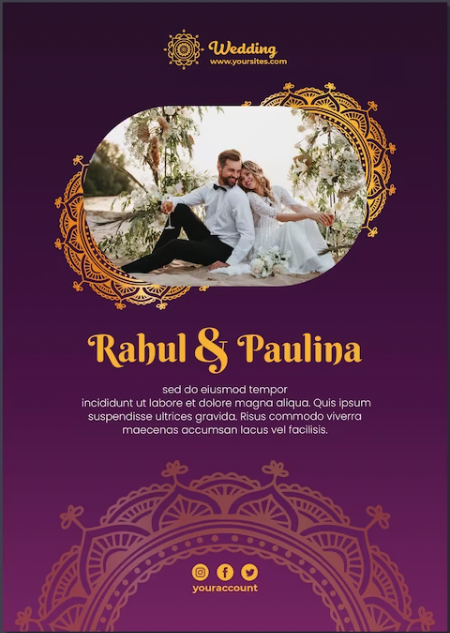 Wedding
www.yoursites.com
Rahul & Paulina
sed do eiusmod tempor
incididunt ut labore et dolore magna aliqua. Quis ipsum
suspendisse ultrices gravida. Risus commodo viverra
maecenas accumsan lacus vel facilisis.
youraccount